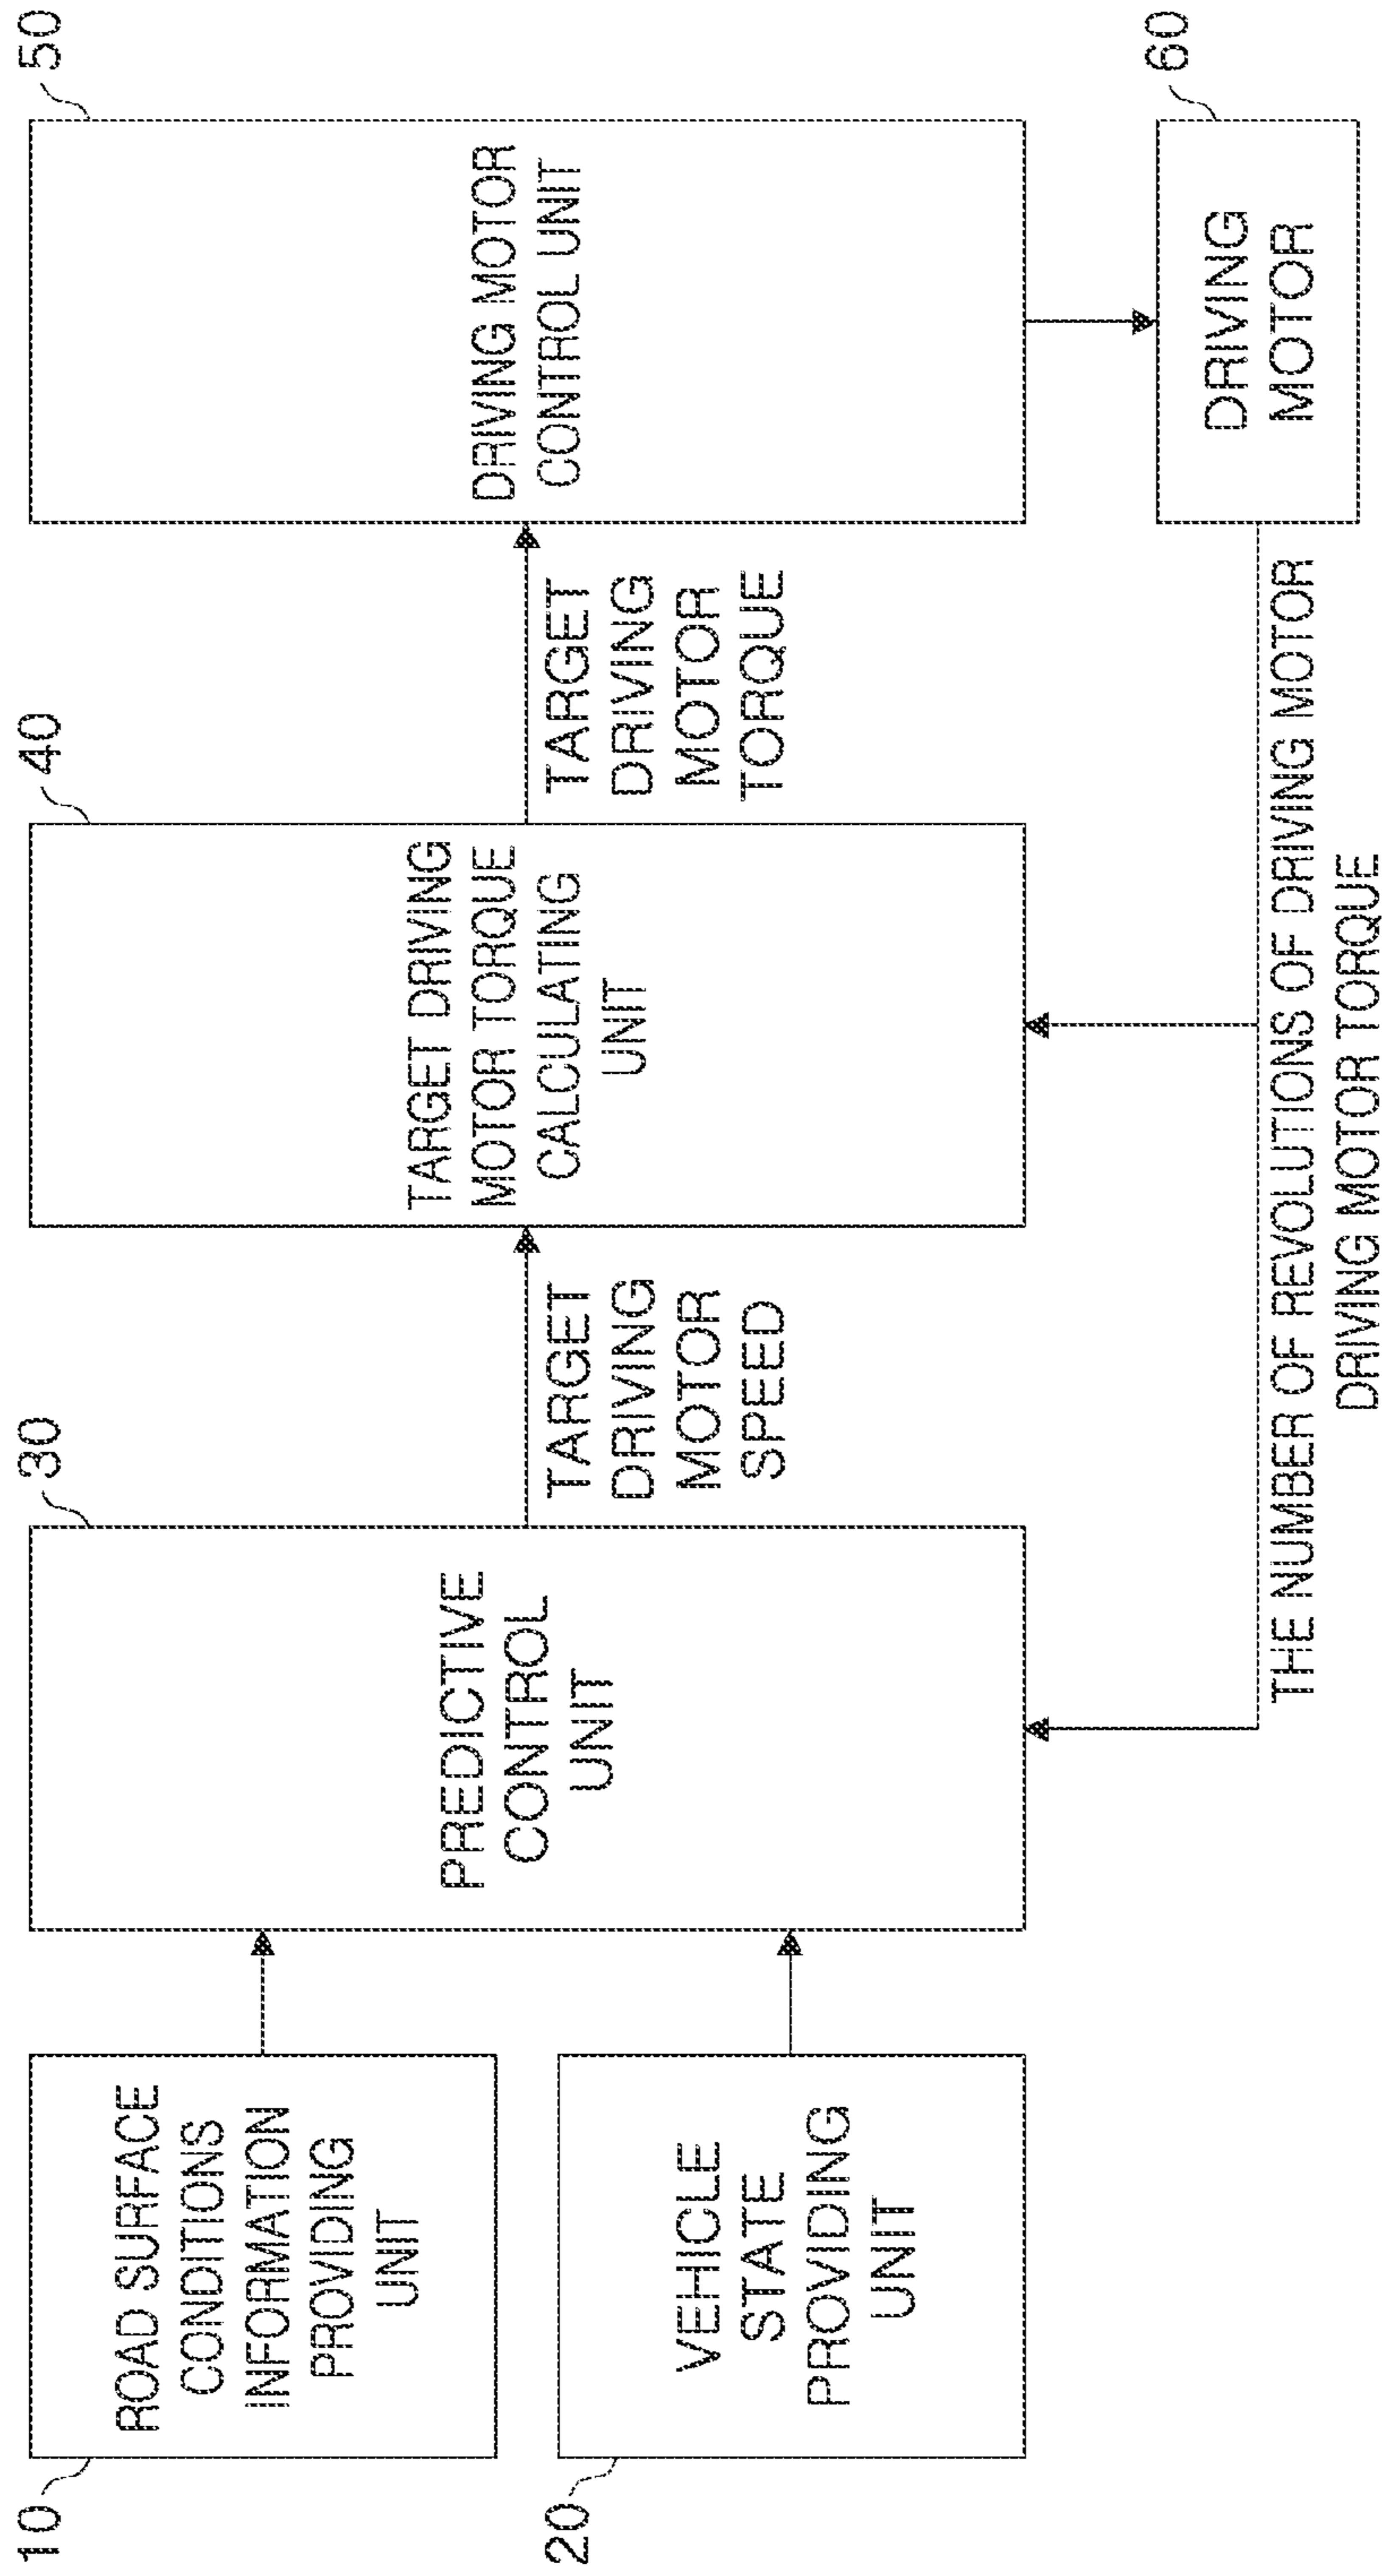 10
ROAD SURFACE
CONDITIONS
INFORMATION
PROVIDING
UNIT
20
VEHICLE
STATE
PROVIDING
UNIT
30
PREDICTIVE
CONTROL
UNIT
TARGET
DRIVING
MOTOR
SPEED
40
TARGET DRIVING
MOTOR TORQUE
CALCULATING
UNIT
TARGET
DRIVING
MOTOR
TORQUE
50
DRIVING MOTOR
CONTROL UNIT
60
DRIVING
MOTOR
THE NUMBER OF REVOLUTIONS OF DRIVING MOTOR
DRIVING MOTOR TORQUE